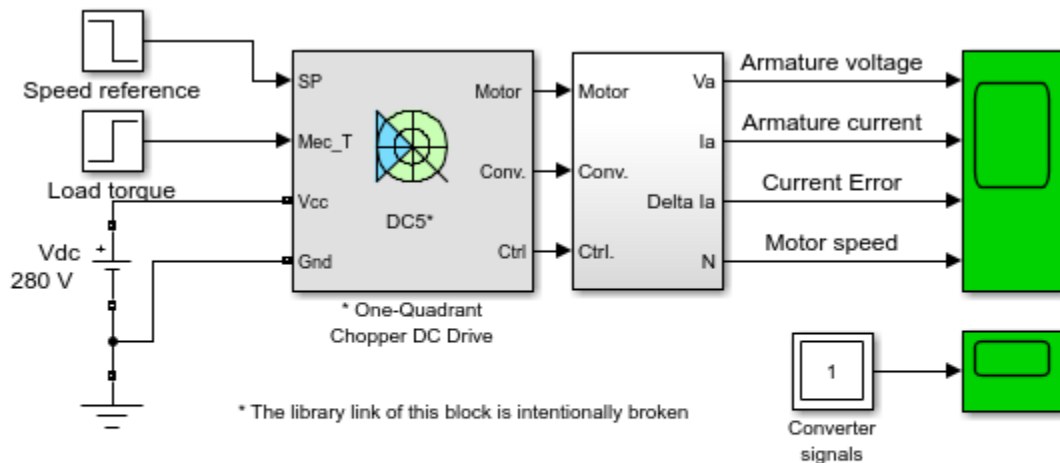 Speed reference
Load torque
Vdc
280 V
+
SP
Mec_T
Vcc
Gnd
DC5*
Motor
Conv.
Ctrl
* One-Quadrant
Chopper DC Drive
Motor
Conv.
Ctrl.
Va
Ia
Delta Ia
N
Armature voltage
Armature current
Current Error
Motor speed
1
Converter
signals
* The library link of this block is intentionally broken